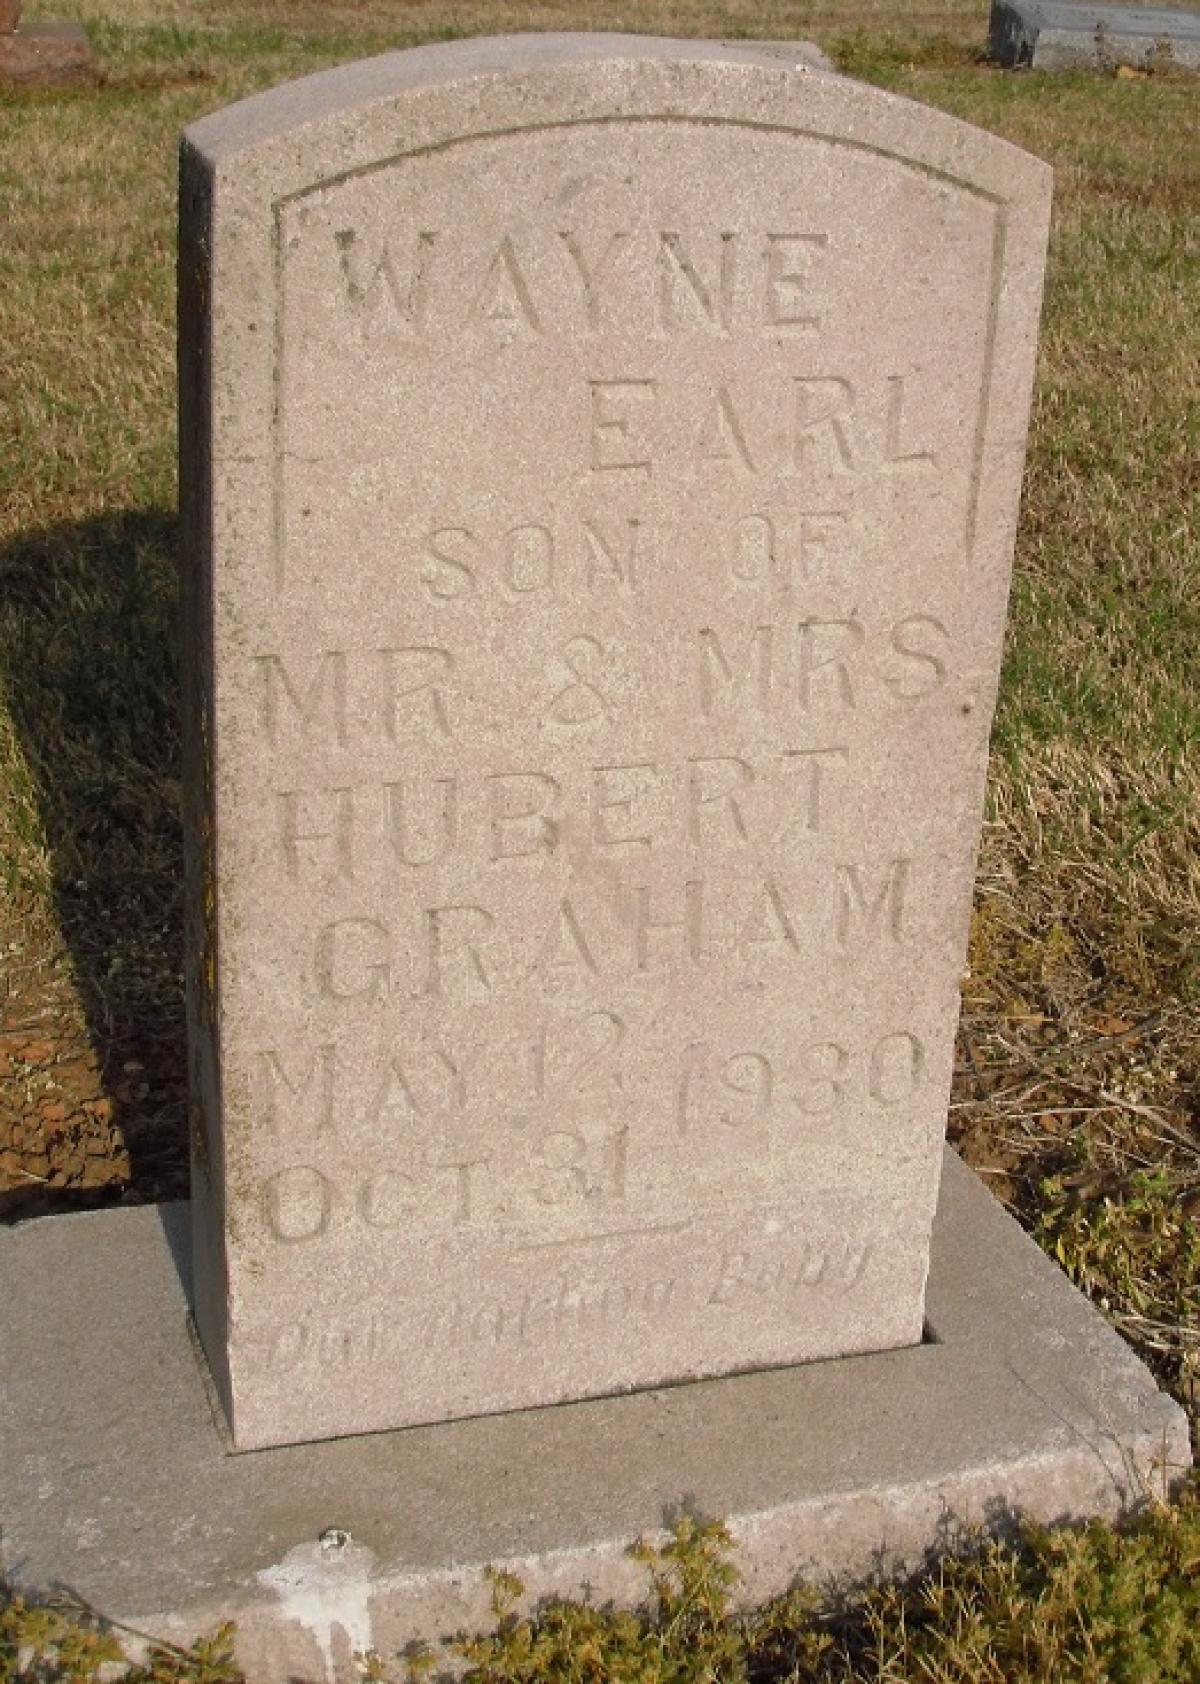 WAYNE
EARL
SON OF
MR. & MRS.
HUBERT
GRAHAM
MAY. 12 1930
OCT. 31.
Our Darling Baby